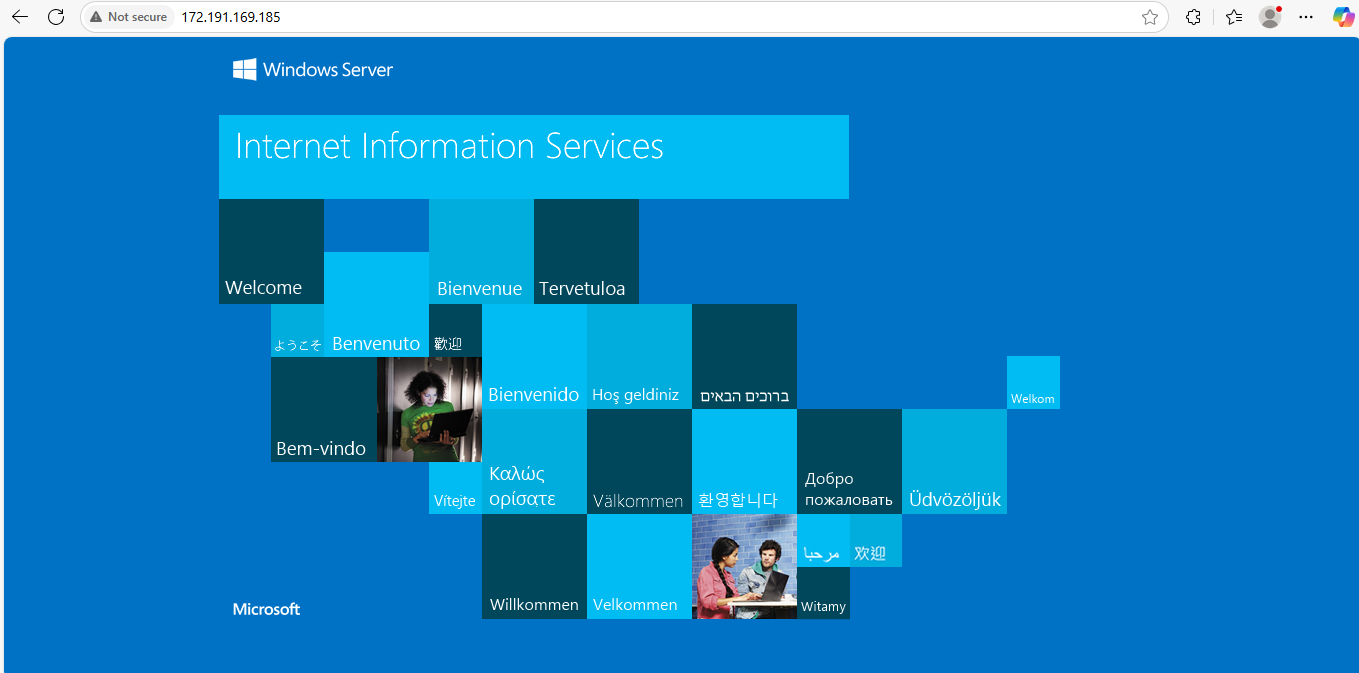 Not secure
172.191.169.185
Windows Server
Internet Information Services
Welcome
Bienvenue
Tervetuloa
ようこそ
Benvenuto
歡迎
Bienvenido
Hoş geldiniz
ברוכים הבאים
Welkom
Bem-vindo
Vítejte
Καλώς
ορίσατε
Välkommen
환영합니다
Добро
пожаловать
Üdvözöljük
مرحبا
欢迎
Willkommen
Velkommen
Witamy
Microsoft